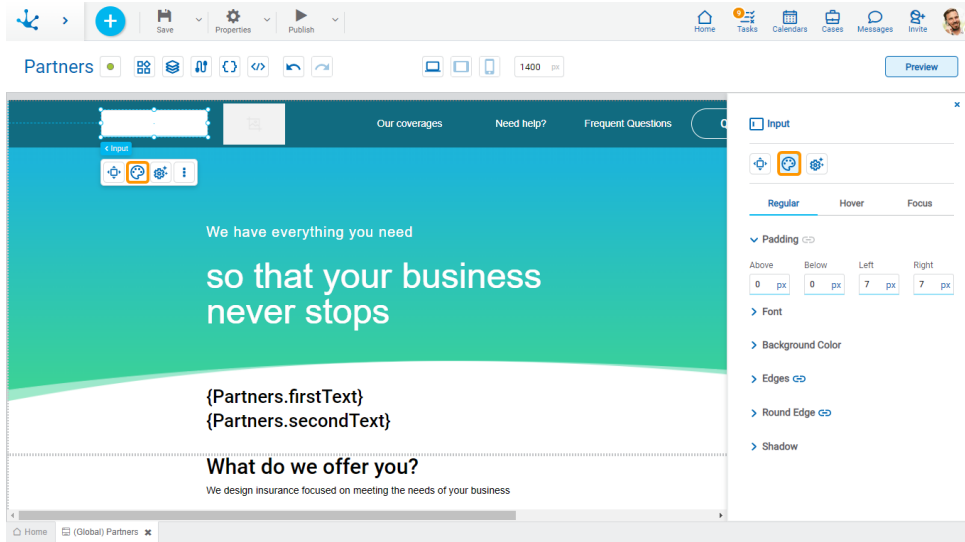 Save
Properties
Publish
Home
9
Tasks
Calendars
Cases
Messages
Invite
Partners
1400 px
Preview
Our coverages
Need help?
Frequent Questions
Q
< Input
We have everything you need
so that your business
never stops
{Partners.firstText}
{Partners.secondText}
What do we offer you?
We design insurance focused on meeting the needs of your business
Input
Regular
Hover
Focus
Padding
Above
Below
Left
Right
0 px
0 px
7 px
7 px
Font
Background Color
Edges
Round Edge
Shadow
Home
(Global) Partners